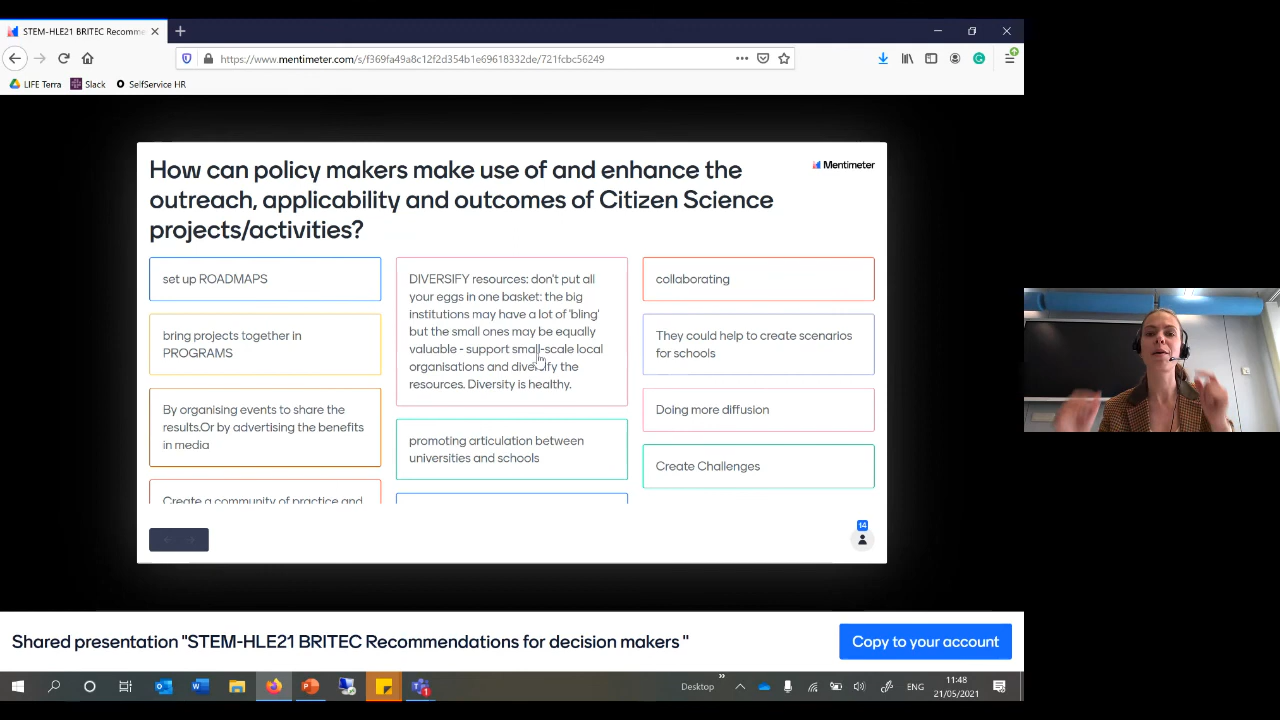 STEM-HLE21 BRITEC Recomme
https://www.mentimeter.com/s/f369fa49a8c12f2d354b1e69618332de/721fcbc56249
LIFE Terra
Slack
SelfService HR
How can policy makers make use of and enhance the
outreach, applicability and outcomes of Citizen Science
projects/activities?
Mentimeter
set up ROADMAPS
bring projects together in
PROGRAMS
By organising events to share the
results.Or by advertising the benefits
in media
Create a community of practice and
DIVERSIFY resources: don't put all
your eggs in one basket: the big
institutions may have a lot of 'bling'
but the small ones may be equally
valuable - support small-scale local
organisations and diversify the
resources. Diversity is healthy.
promoting articulation between
universities and schools
collaborating
They could help to create scenarios
for schools
Doing more diffusion
Create Challenges
14
Shared presentation "STEM-HLE21 BRITEC Recommendations for decision makers "
Copy to your account
Desktop
ENG
11:48
21/05/2021